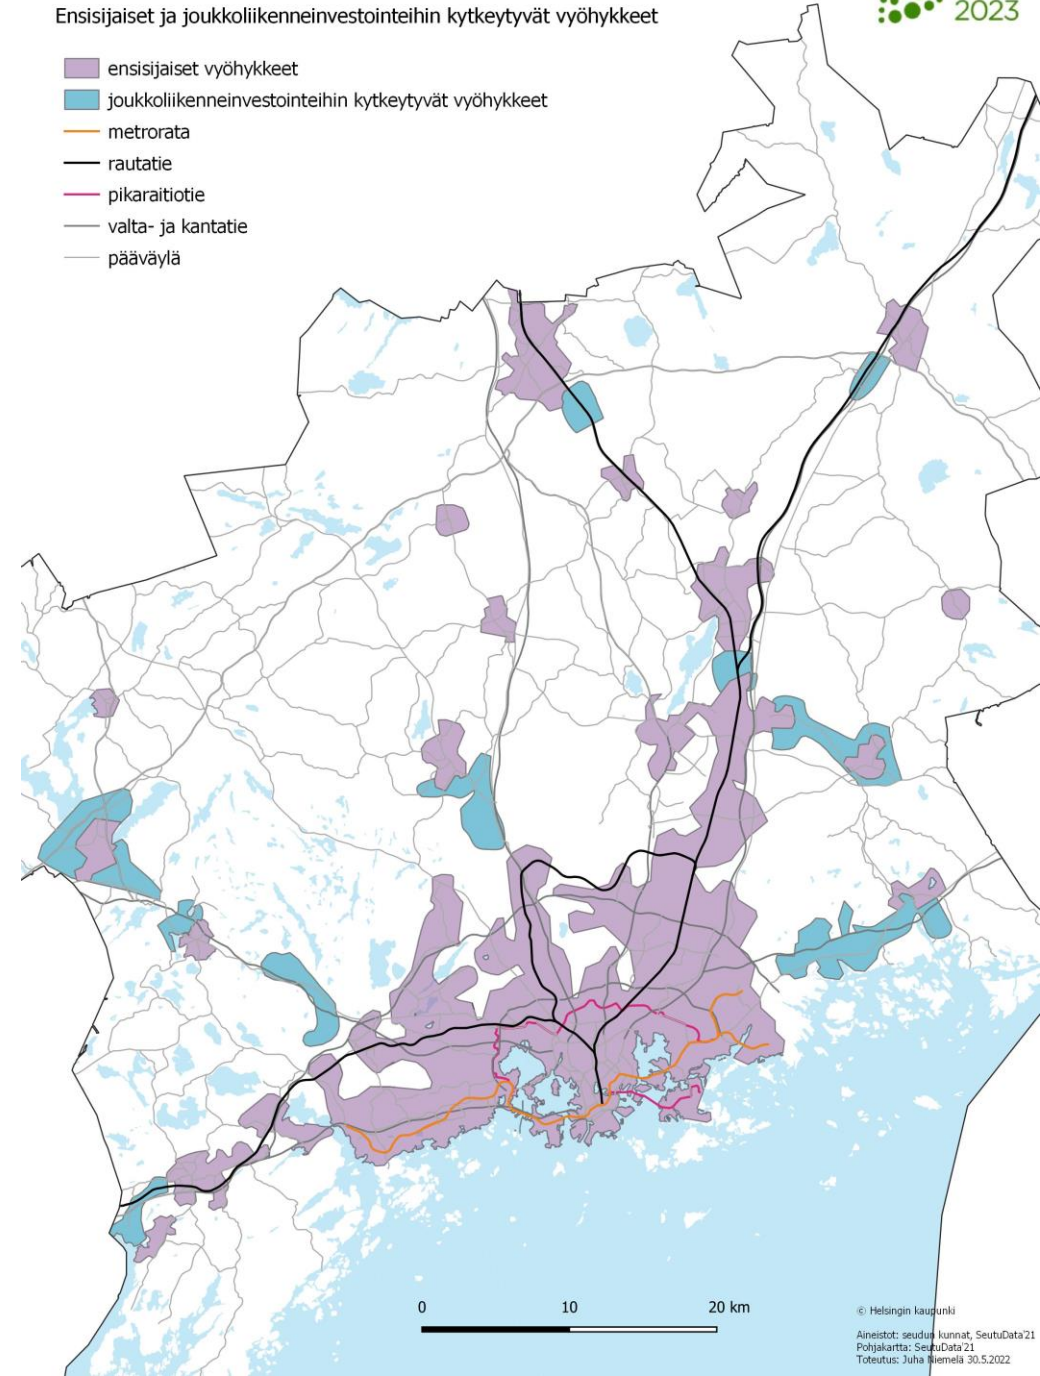 Ensisijaiset ja joukkoliikenneinvestointeihin kytkeytyvät vyöhykkeet
2023
ensisijaiset vyöhykkeet
joukkoliikenneinvestointeihin kytkeytyvät vyöhykkeet
metrorata
rautatie
pikaraitiotie
valta- ja kantatie
pääväylä
0 10 20 km
© Helsingin kaupunki
Aineistot: seudun kunnat, SeutuData'21
Pohjakartta: SeutuData'21
Toteutus: Juha Niemelä 30.5.2022